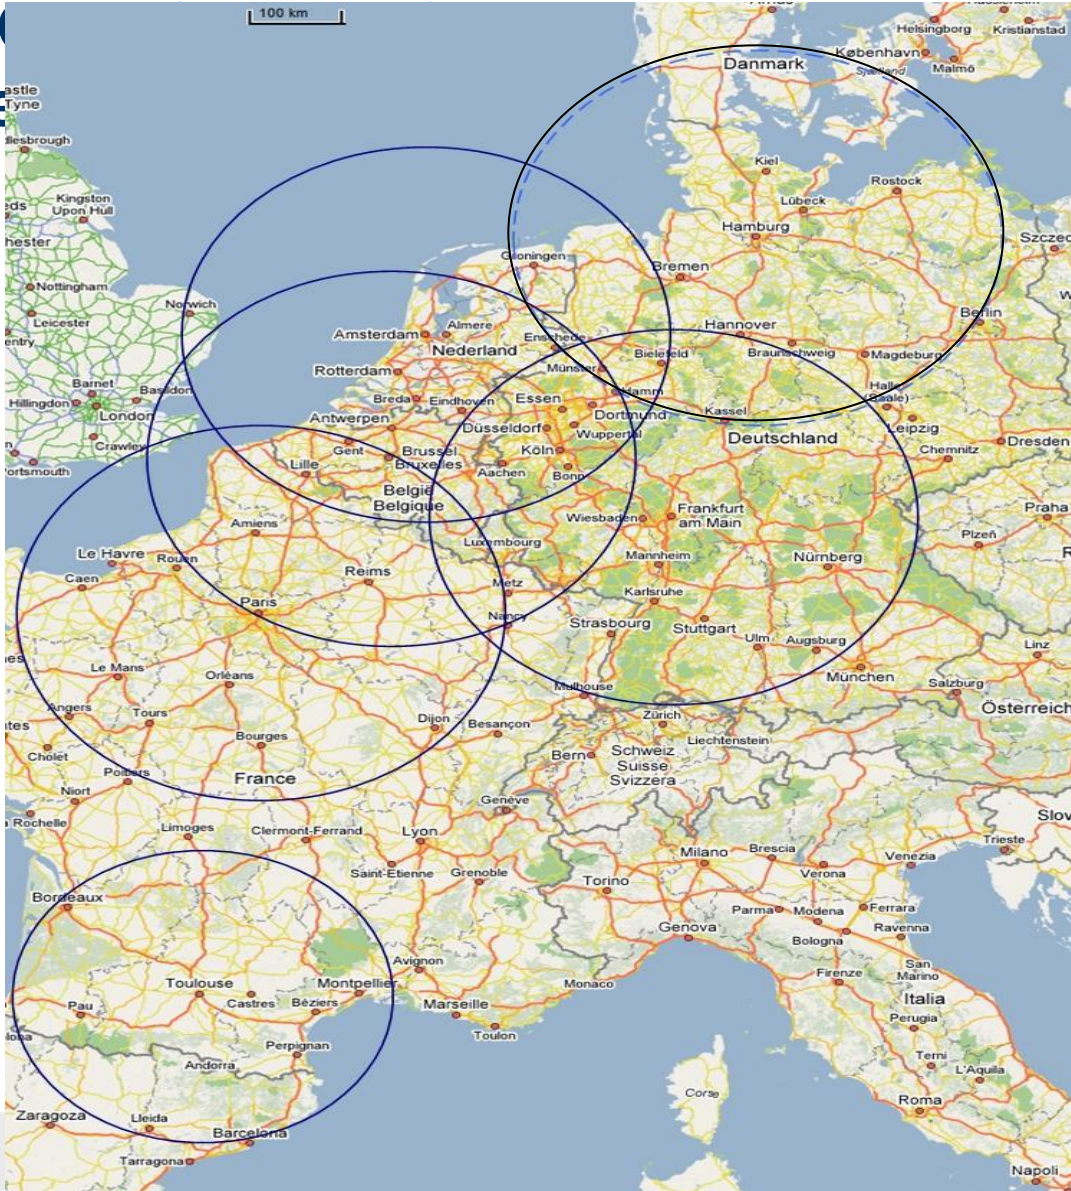 100 km
Helsingborg
Kristianstad
København
Danmark
Sjælland
Malmö
astle
Tyne
dlesbrough
Kiel
Rostock
eds
Kingston
Upon Hull
Lübeck
Hamburg
hester
Szczec
Groningen
Bremen
Nottingham
Norwich
Berlin
Leicester
entry
Amsterdam
Almere
Hannover
Enschede
Nederland
Bielefeld
Braunschweig
Magdeburg
Rotterdam
Münster
Barnet
Basildon
Hamm
Halle
(Saale)
Hillingdon
London
Breda
Eindhoven
Essen
Dortmund
Kassel
Antwerpen
Düsseldorf
Wuppertal
Leipzig
Crawley
Deutschland
Dresden
Gent
Brussel
Bruxelles
Köln
Chemnitz
ortsmouth
Lille
Aachen
Bonn
België
Belgique
Frankfurt
am Main
Praha
Amiens
Wiesbaden
Plzeň
Le Havre
Rouen
Luxembourg
Mannheim
Nürnberg
Caen
Reims
Metz
Paris
Karlsruhe
Nancy
Strasbourg
Stuttgart
Ulm
Augsburg
Linz
Le Mans
Orléans
München
Mulhouse
Salzburg
Angers
Tours
Dijon
Besançon
Zürich
Österreich
ntes
Cholet
Bourges
Bern
Schweiz
Suisse
Svizzera
Liechtenstein
Poitiers
France
Niort
Genève
a Rochelle
Limoges
Clermont-Ferrand
Lyon
Slov
Milano
Brescia
Trieste
Saint-Etienne
Grenoble
Verona
Venezia
Torino
Bordeaux
Parma
Modena
Ferrara
Genova
Bologna
Ravenna
Avignon
Firenze
San
Marino
Toulouse
Castres
Montpellier
Monaco
Pau
Béziers
Marseille
Italia
Toulon
Perugia
Perpignan
Andorra
Terni
L'Aquila
Corse
Zaragoza
Lleida
Roma
Barcelona
Tarragona
Napoli